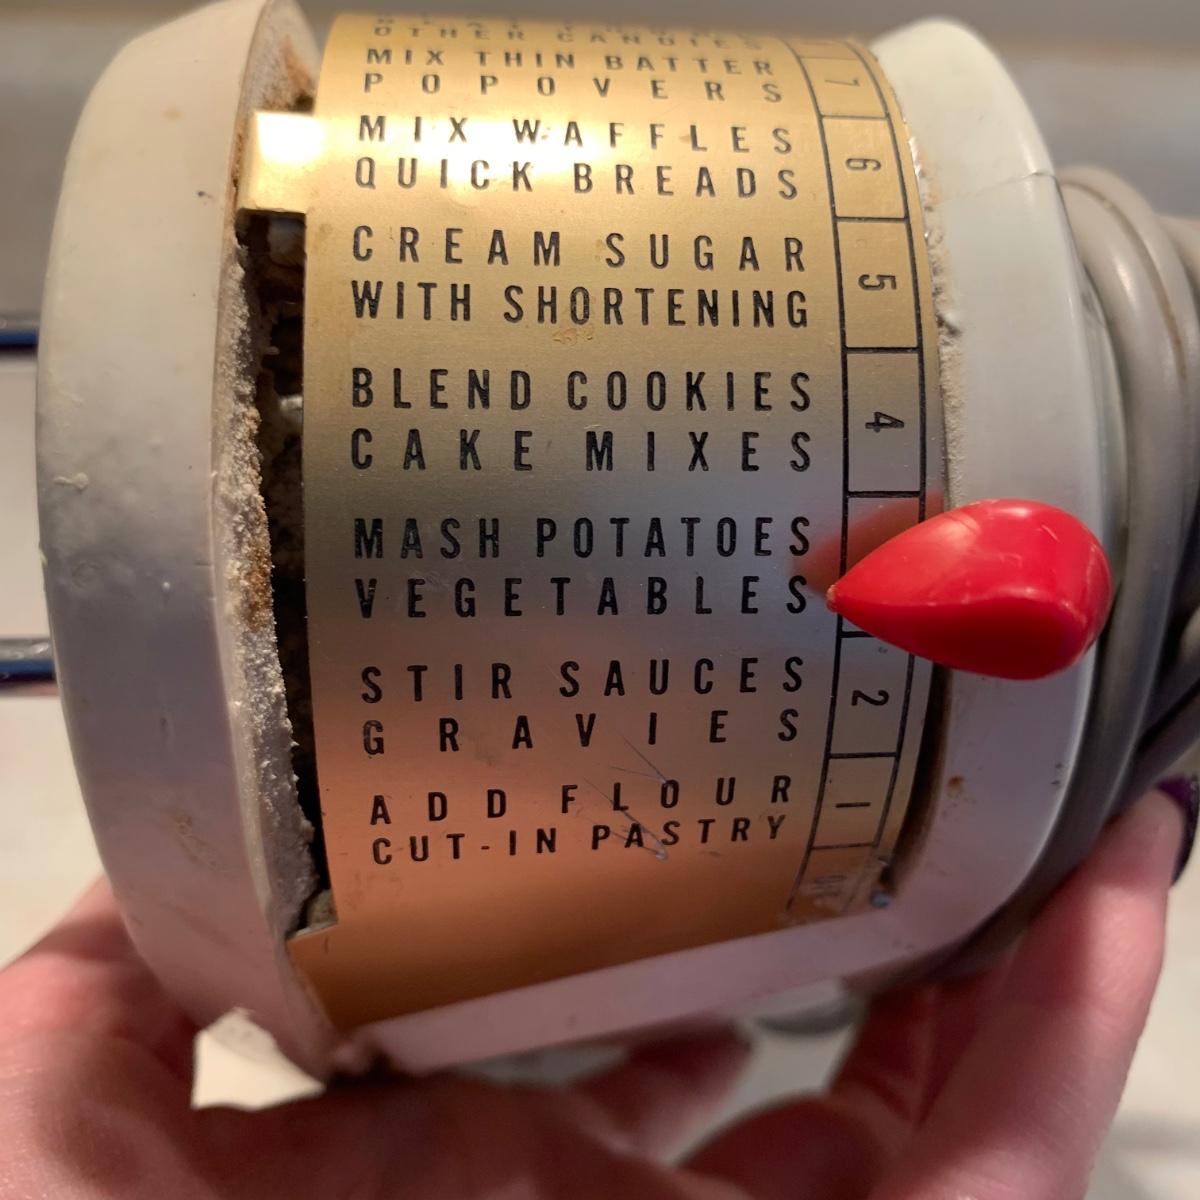 OTHER CANDIES
MIX THIN BATTER
POPOVERS
7
MIX WAFFLES
QUICK BREADS
6
CREAM SUGAR
WITH SHORTENING
5
BLEND COOKIES
CAKE MIXES
4
MASH POTATOES
VEGETABLES
STIR SAUCES
GRAVIES
2
ADD FLOUR
CUT-IN PASTRY
1
OFF